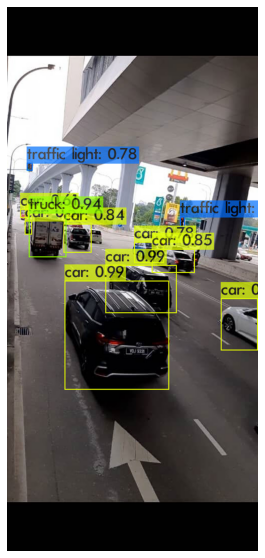 traffic light: 0.78
traffic light:
truck: 0.94
car: 0.84
car: 0.78
car: 0.85
car: 0.99
car: 0.99
car: 0